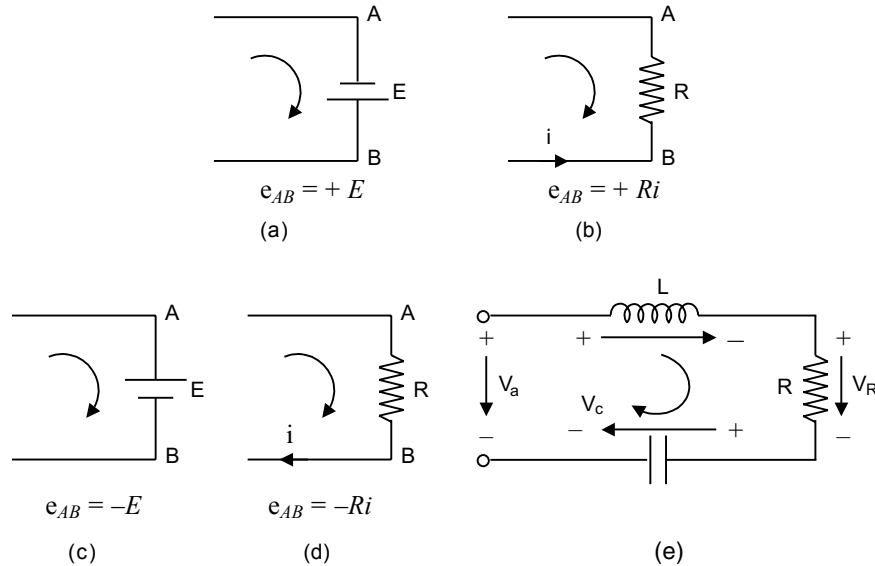 A
E
B
e_AB = + E
(a)
A
R
i
B
e_AB = + Ri
(b)
A
E
B
e_AB = –E
(c)
A
R
i
B
e_AB = –Ri
(d)
L
+ –
+ +
V_a R V_R
V_c
– – + –
(e)